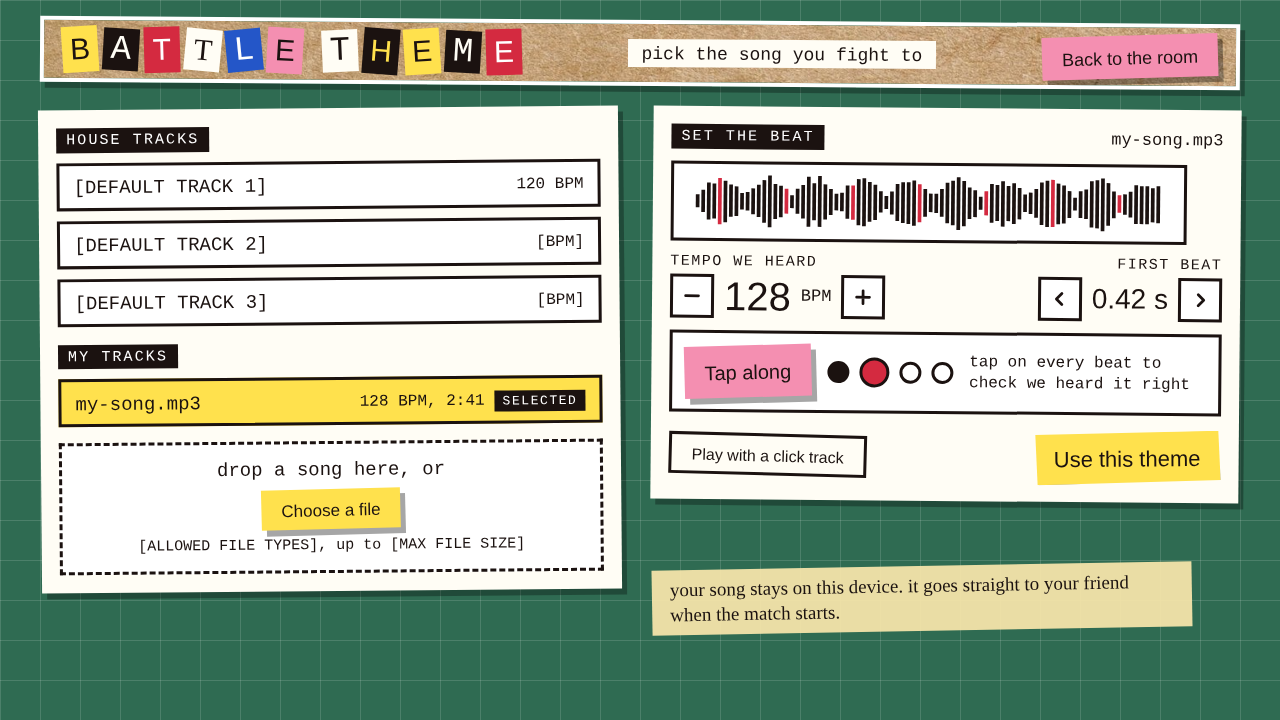 BATTLE THEME
pick the song you fight to
Back to the room
HOUSE TRACKS
[DEFAULT TRACK 1]
120 BPM
[DEFAULT TRACK 2]
[BPM]
[DEFAULT TRACK 3]
[BPM]
MY TRACKS
my-song.mp3
128 BPM, 2:41
SELECTED
drop a song here, or
Choose a file
[ALLOWED FILE TYPES], up to [MAX FILE SIZE]
SET THE BEAT
my-song.mp3
TEMPO WE HEARD
FIRST BEAT
− 128 BPM +
‹ 0.42 s ›
Tap along
tap on every beat to
check we heard it right
Play with a click track
Use this theme
your song stays on this device. it goes straight to your friend
when the match starts.